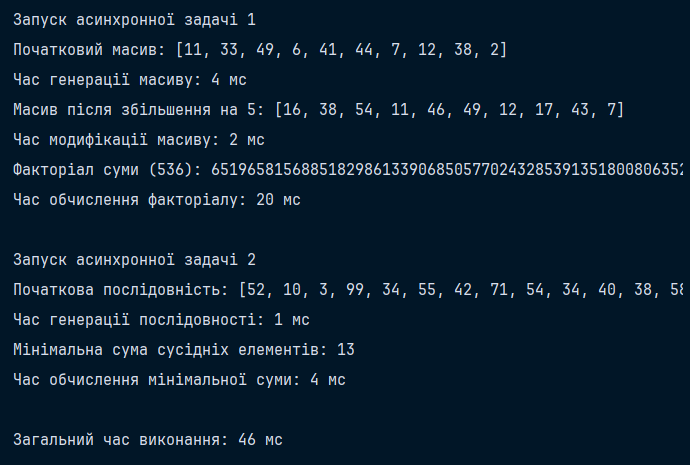 Запуск асинхронної задачі 1
Початковий масив: [11, 33, 49, 6, 41, 44, 7, 12, 38, 2]
Час генерації масиву: 4 мс
Масив після збільшення на 5: [16, 38, 54, 11, 46, 49, 12, 17, 43, 7]
Час модифікації масиву: 2 мс
Факторіал суми (536): 65196581568851829861339068505770243285391351800806352
Час обчислення факторіалу: 20 мс
Запуск асинхронної задачі 2
Початкова послідовність: [52, 10, 3, 99, 34, 55, 42, 71, 54, 34, 40, 38, 58
Час генерації послідовності: 1 мс
Мінімальна сума сусідніх елементів: 13
Час обчислення мінімальної суми: 4 мс
Загальний час виконання: 46 мс